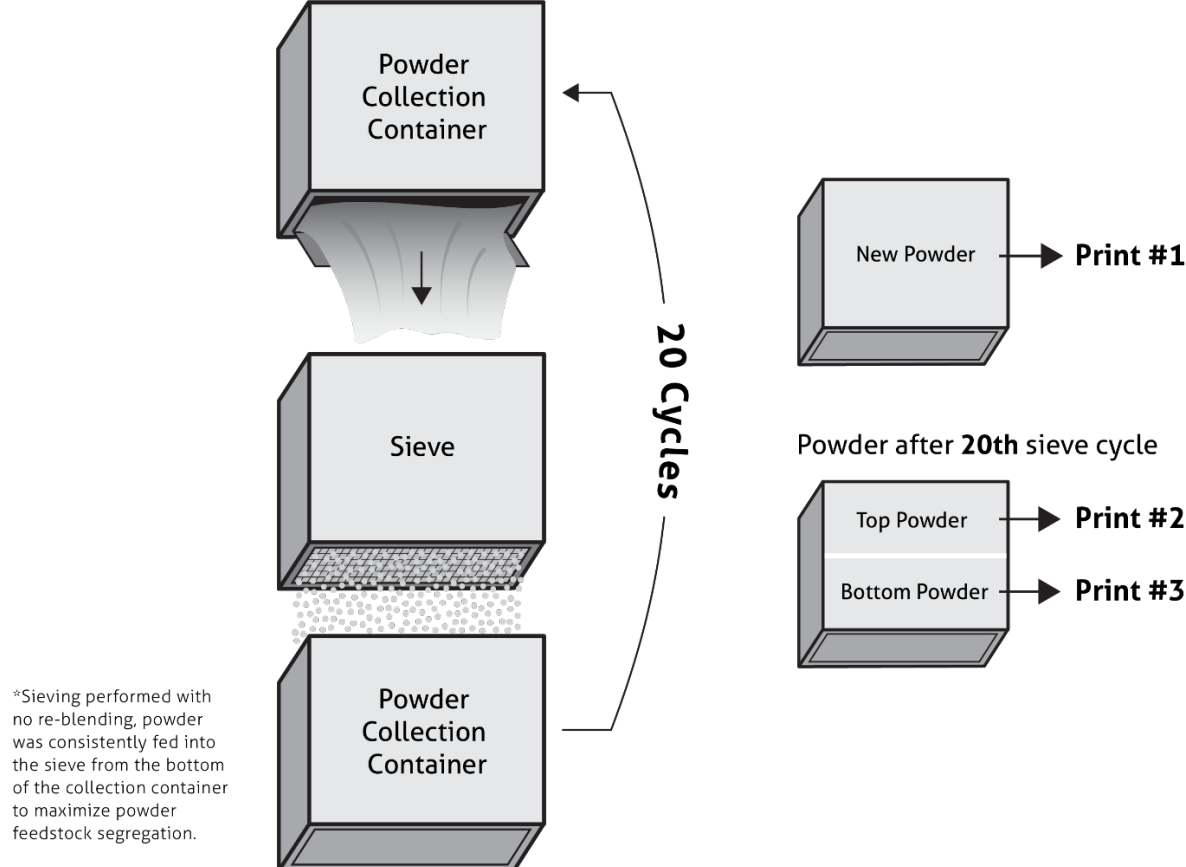 Powder
Collection
Container
Sieve
Powder
Collection
Container
20 Cycles
*Sieving performed with
no re-blending, powder
was consistently fed into
the sieve from the bottom
of the collection container
to maximize powder
feedstock segregation.
New Powder
Print #1
Powder after 20th sieve cycle
Top Powder
Print #2
Bottom Powder
Print #3